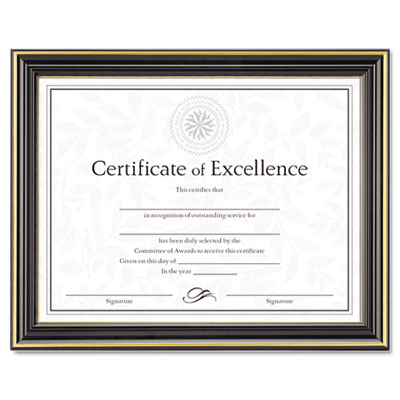 Certificate of Excellence
This certifies that
in recognition of outstanding service for
has been duly selected by the
Committee of Awards to receive this certificate
Given on this day of
In the year
Signature Signature